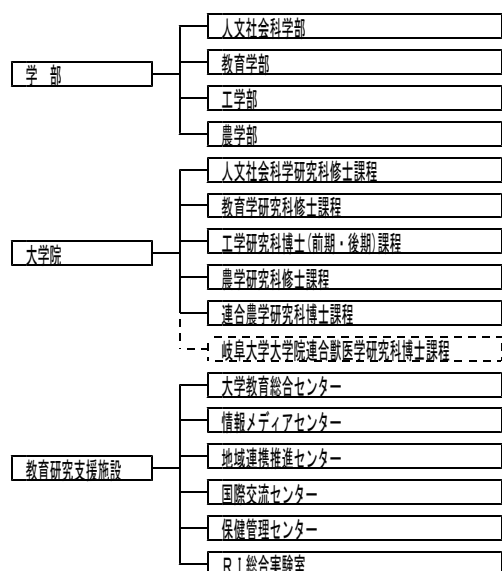 人文社会科学部
教育学部
学　部
工学部
農学部
人文社会科学研究科修士課程
教育学研究科修士課程
工学研究科博士(前期・後期)課程
大学院
農学研究科修士課程
連合農学研究科博士課程
岐阜大学大学院連合獣医学研究科博士課程
大学教育総合センター
情報メディアセンター
地域連携推進センター
教育研究支援施設
国際交流センター
保健管理センター
ＲＩ総合実験室